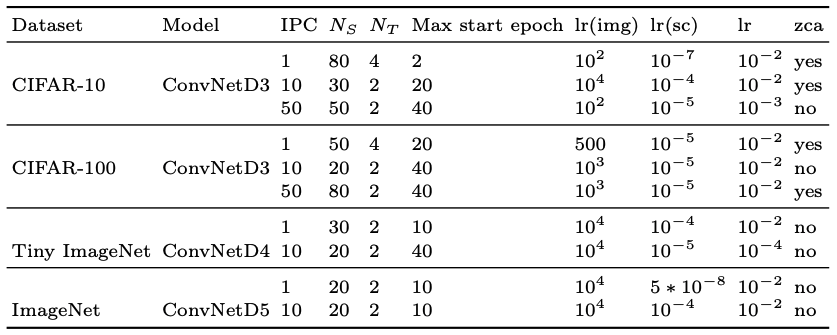 Dataset Model IPC N_S N_T Max start epoch lr(img) lr(sc) lr zca
1 80 4 2 10^2 10^−7 10^−2 yes
CIFAR-10 ConvNetD3 10 30 2 20 10^4 10^−4 10^−2 yes
50 50 2 40 10^2 10^−5 10^−3 no
1 50 4 20 500 10^−5 10^−2 yes
CIFAR-100 ConvNetD3 10 20 2 40 10^3 10^−5 10^−2 no
50 80 2 40 10^3 10^−5 10^−2 yes
1 30 2 10 10^4 10^−4 10^−2 no
Tiny ImageNet ConvNetD4 10 20 2 40 10^4 10^−5 10^−4 no
1 20 2 10 10^4 5 * 10^−8 10^−2 no
ImageNet ConvNetD5 10 20 2 10 10^4 10^−4 10^−2 no